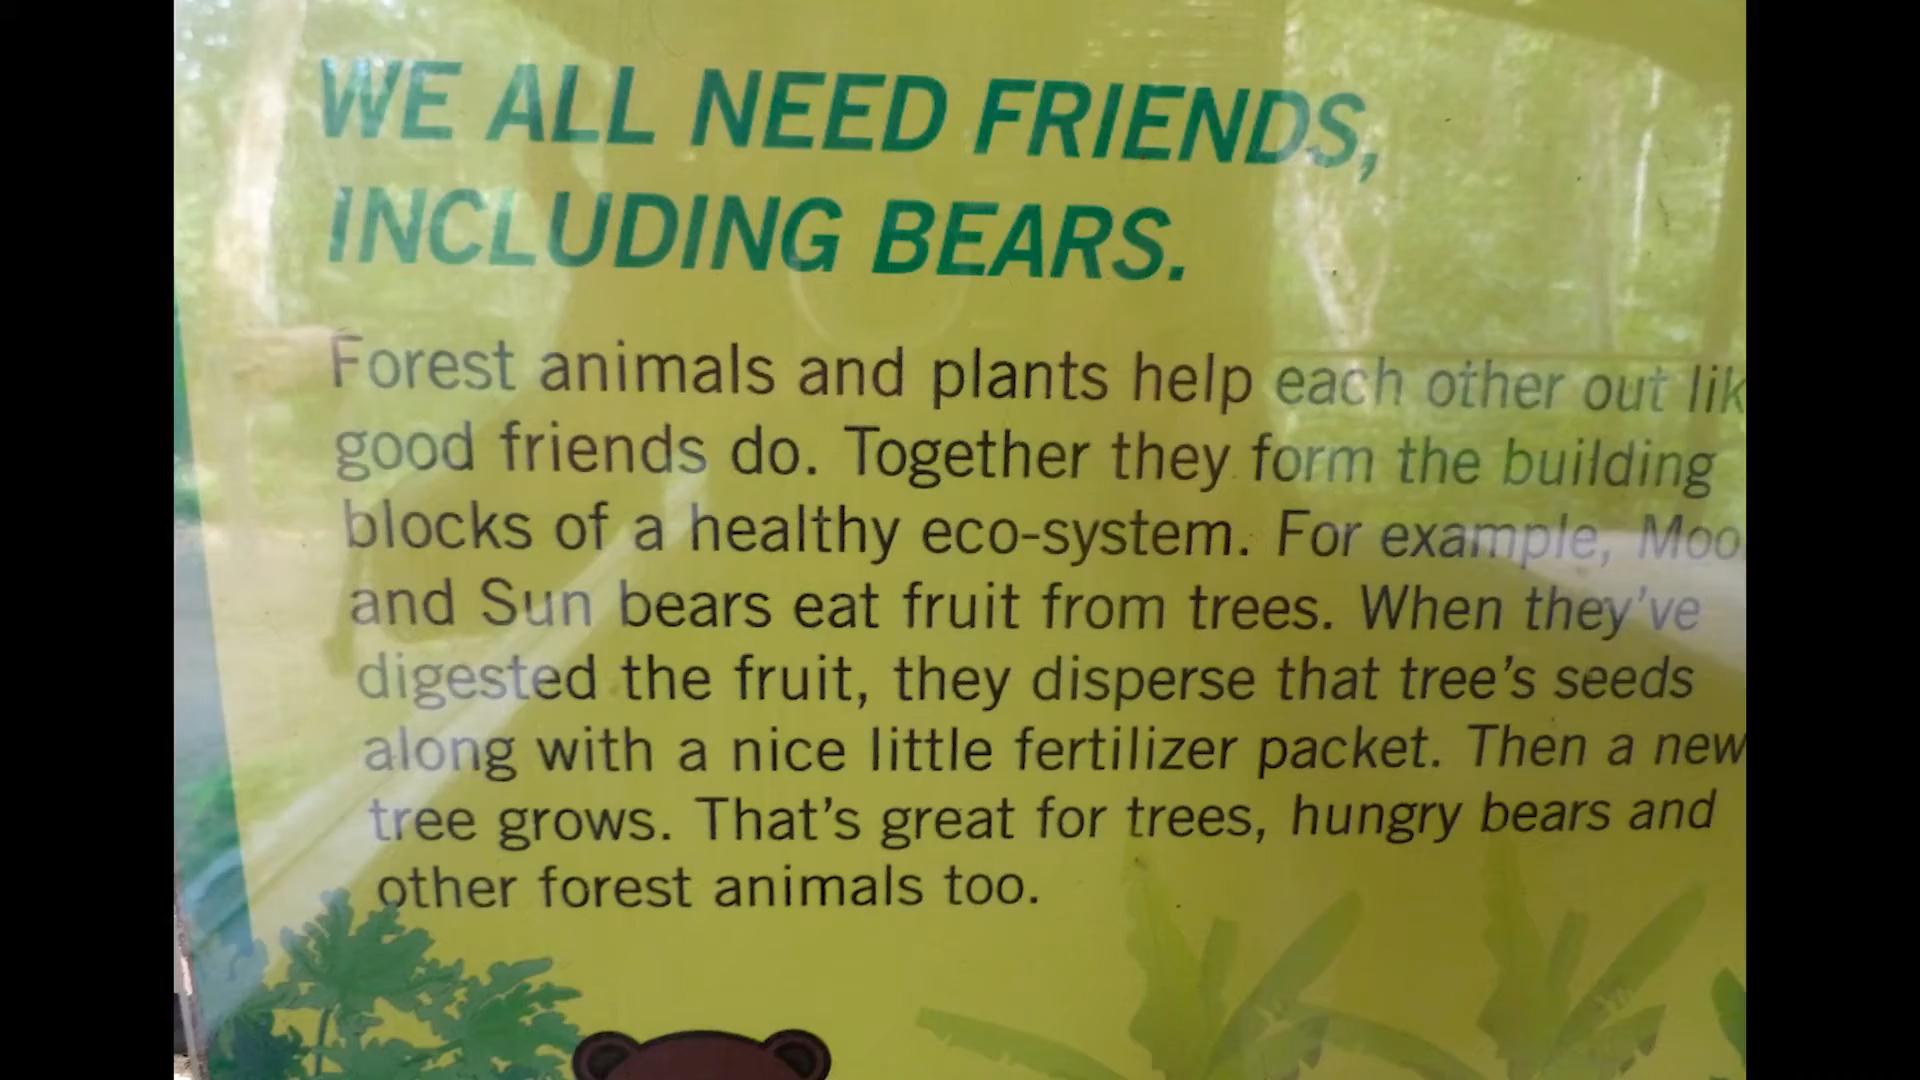 WE ALL NEED FRIENDS,
INCLUDING BEARS.
Forest animals and plants help each other out lik
good friends do. Together they form the building
blocks of a healthy eco-system. For example, Moo
and Sun bears eat fruit from trees. When they've
digested the fruit, they disperse that tree's seeds
along with a nice little fertilizer packet. Then a new
tree grows. That's great for trees, hungry bears and
other forest animals too.